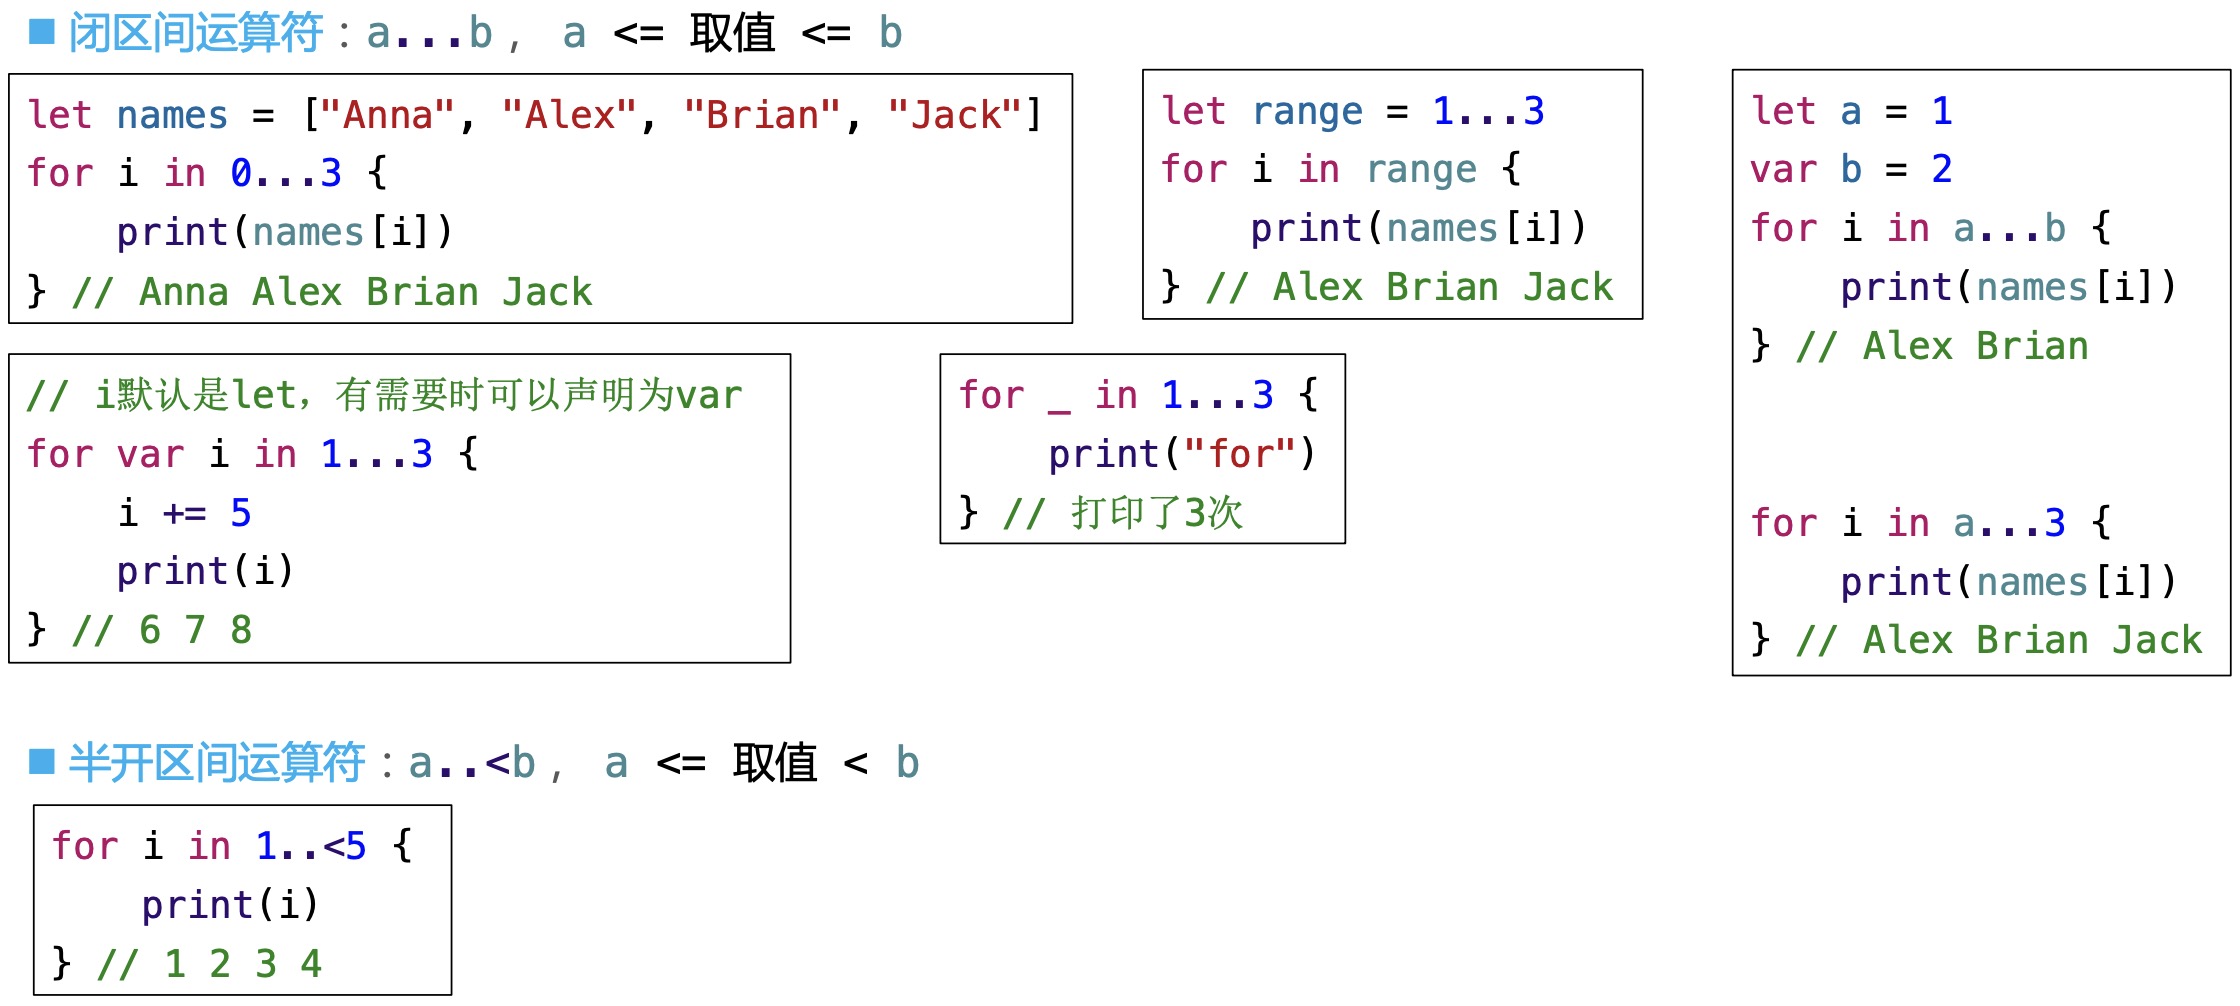 ■ 闭区间运算符：a...b， a <= 取值 <= b
let names = ["Anna", "Alex", "Brian", "Jack"]
for i in 0...3 {
    print(names[i])
} // Anna Alex Brian Jack
let range = 1...3
for i in range {
    print(names[i])
} // Alex Brian Jack
let a = 1
var b = 2
for i in a...b {
    print(names[i])
} // Alex Brian
for i in a...3 {
    print(names[i])
} // Alex Brian Jack
// i默认是let，有需要时可以声明为var
for var i in 1...3 {
    i += 5
    print(i)
} // 6 7 8
for _ in 1...3 {
    print("for")
} // 打印了3次
■ 半开区间运算符：a..<b， a <= 取值 < b
for i in 1..<5 {
    print(i)
} // 1 2 3 4